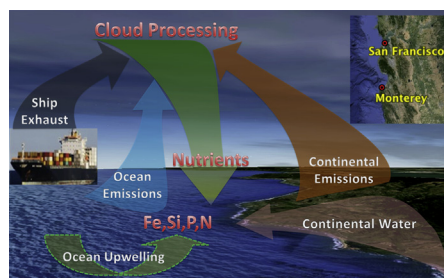 Cloud Processing
San Francisco
Monterey
Ship
Exhaust
Nutrients
Ocean
Emissions
Continental
Emissions
Fe,Si,P,N
Continental Water
Ocean Upwelling